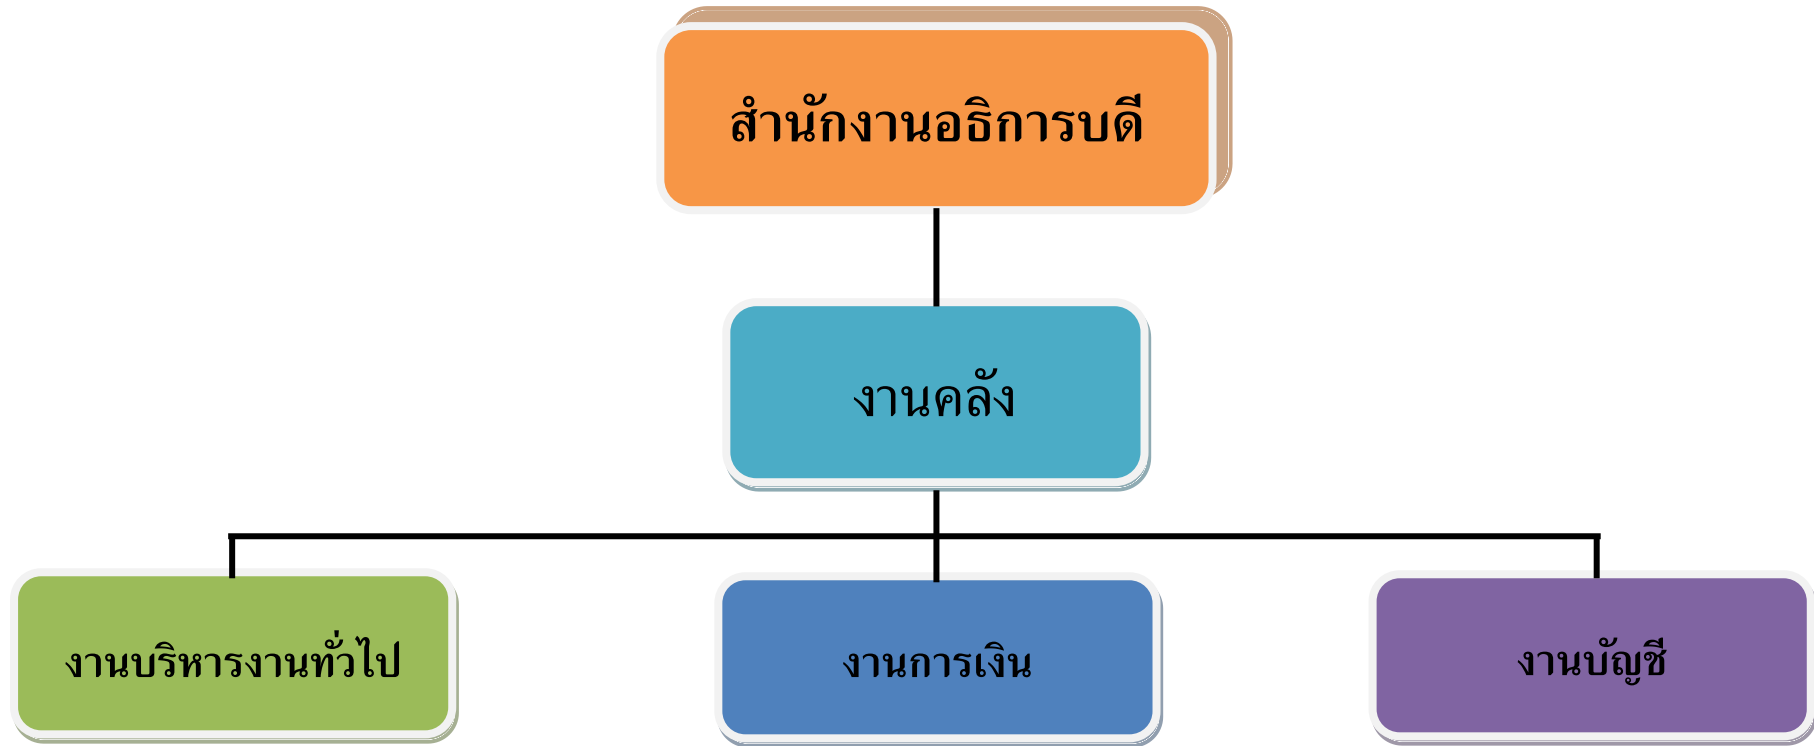 สำนักงานอธิการบดี
งานคลัง
งานบริหารงานทั่วไป
งานการเงิน
งานบัญชี